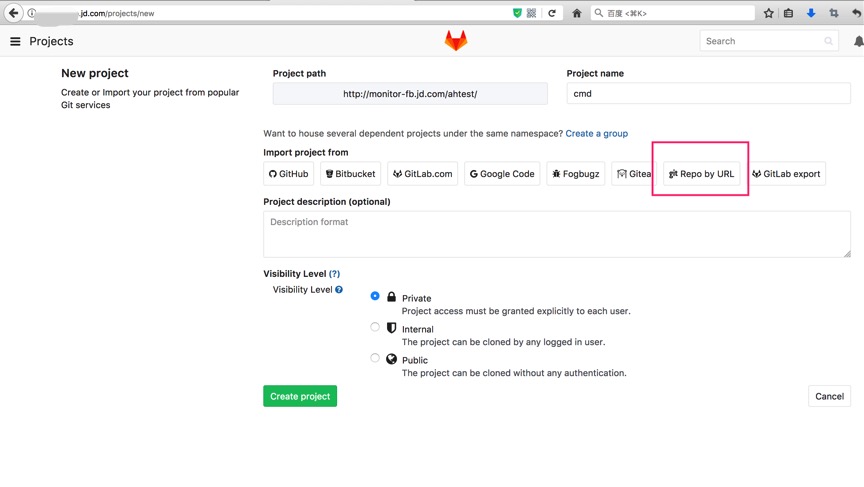 .jd.com/projects/new
百度 <⌘K>
Projects
Search
New project
Create or Import your project from popular
Git services
Project path
Project name
http://monitor-fb.jd.com/ahtest/
cmd
Want to house several dependent projects under the same namespace? Create a group
Import project from
GitHub Bitbucket GitLab.com Google Code Fogbugz Gitea Repo by URL GitLab export
Project description (optional)
Description format
Visibility Level (?)
Visibility Level ?
Private
Project access must be granted explicitly to each user.
Internal
The project can be cloned by any logged in user.
Public
The project can be cloned without any authentication.
Create project
Cancel